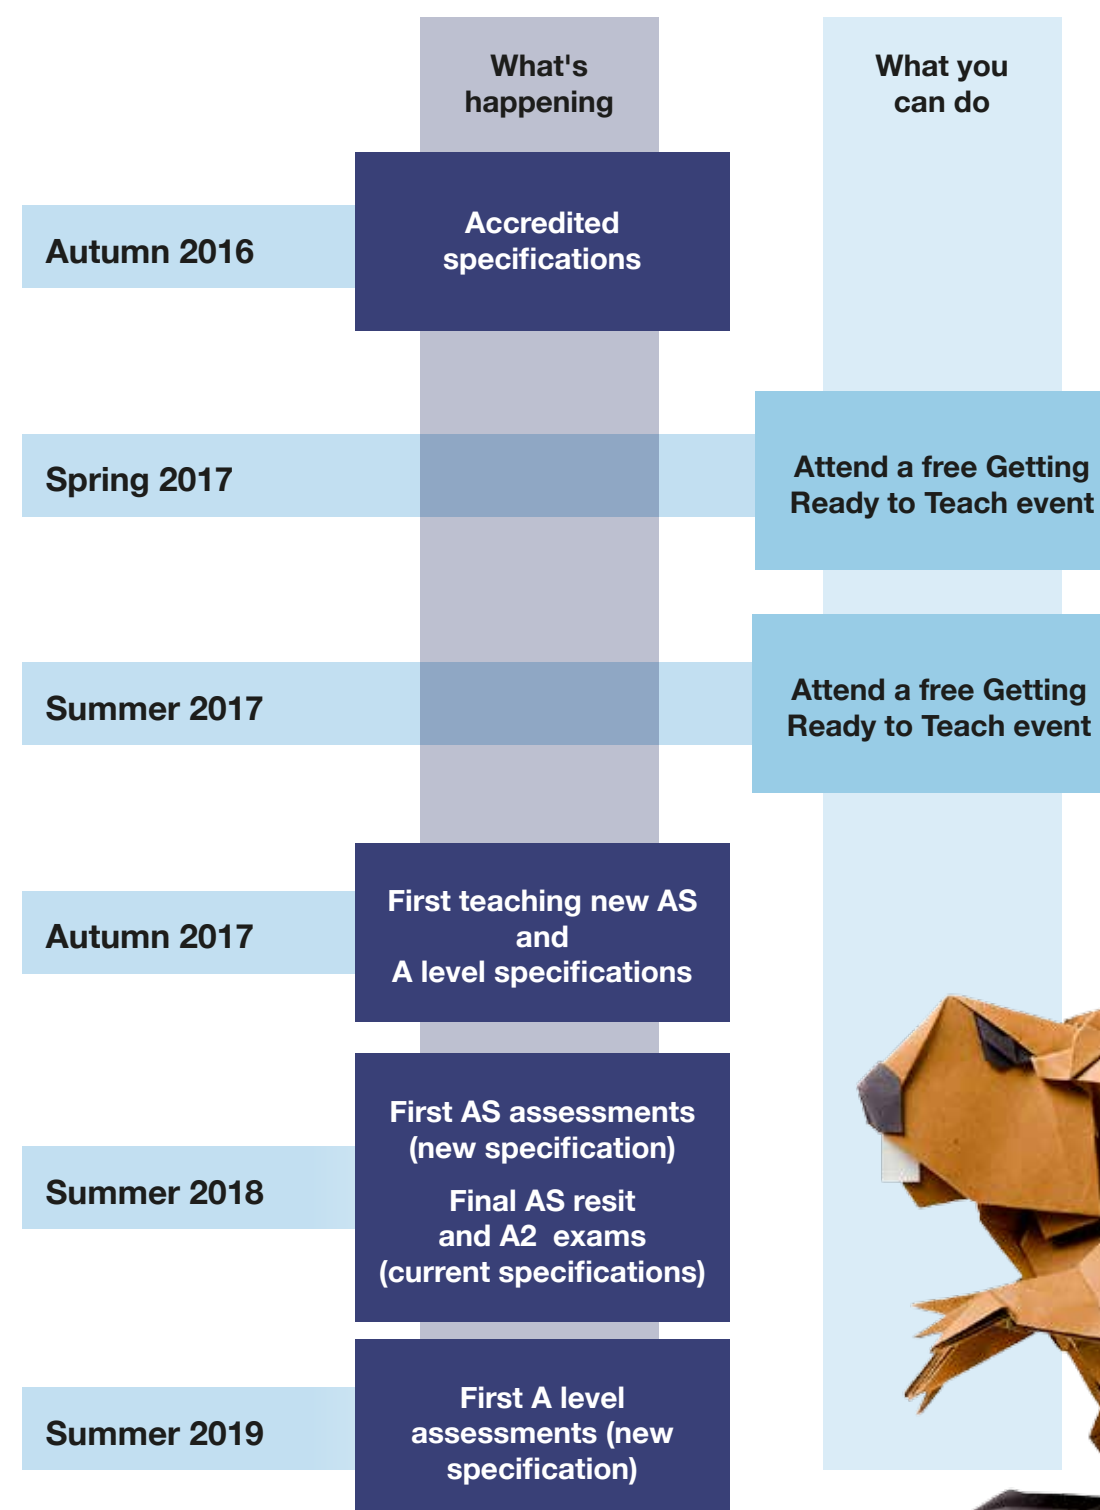 What's
happening
What you
can do
Autumn 2016
Accredited
specifications
Spring 2017
Attend a free Getting
Ready to Teach event
Summer 2017
Attend a free Getting
Ready to Teach event
Autumn 2017
First teaching new AS
and
A level specifications
Summer 2018
First AS assessments
(new specification)
Final AS resit
and A2 exams
(current specifications)
Summer 2019
First A level
assessments (new
specification)